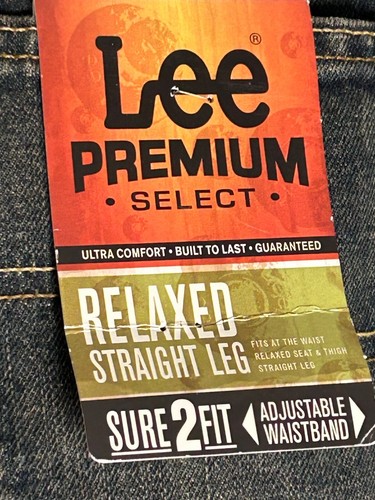 Lee®
PREMIUM
• SELECT •
ULTRA COMFORT • BUILT TO LAST • GUARANTEED
RELAXED
STRAIGHT LEG
FITS AT THE WAIST
RELAXED SEAT & THIGH
STRAIGHT LEG
SURE2FIT
ADJUSTABLE
WAISTBAND